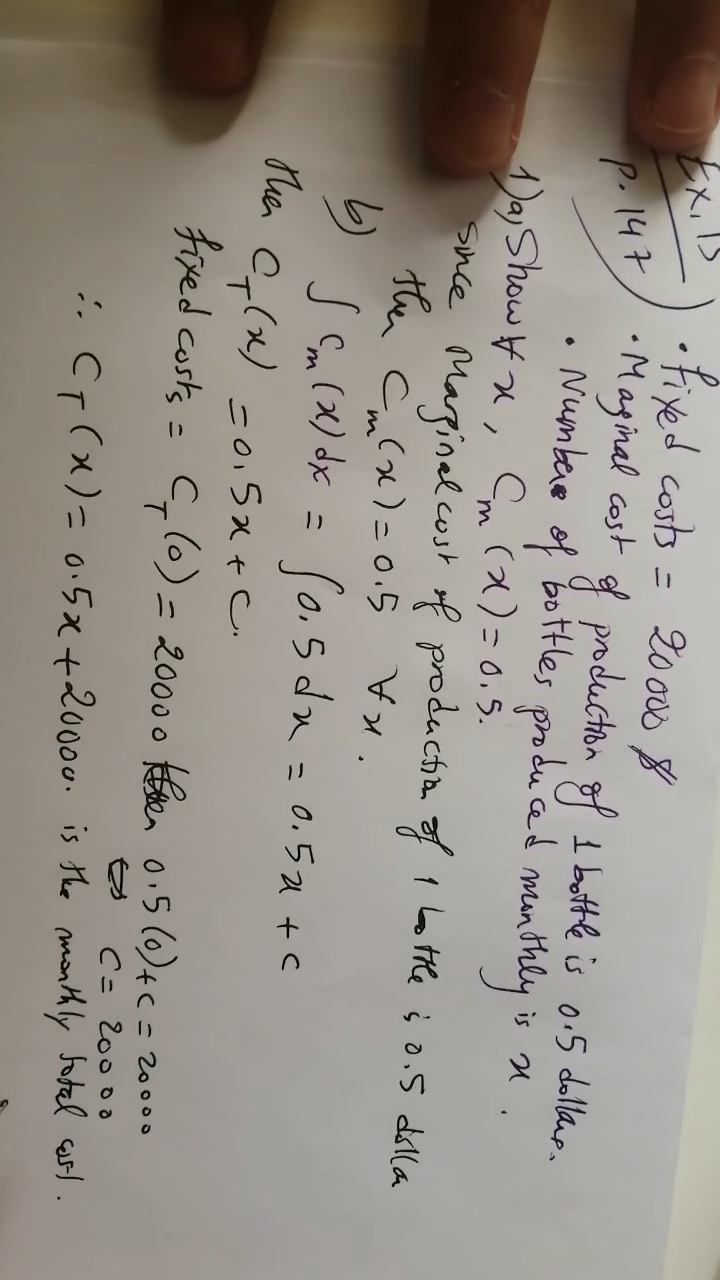 p. 147
• Fixed costs = 20000 $
• Maginal cost of production of 1 bottle is 0.5 dollars.
• Number of bottles produced monthly is x.
1) a) Show ∀ x, Cm(x) = 0.5.
since Marginal cost of production of 1 bottle is 0.5 dolla
then Cm(x) = 0.5 ∀ x.
b) ∫ Cm(x) dx = ∫ 0.5 dx = 0.5x + c
then CT(x) = 0.5x + c.
fixed costs = CT(0) = 20000 then 0.5(0) + c = 20000
⇔ c = 20000
∴ CT(x) = 0.5x + 20000. is the monthly total cost.